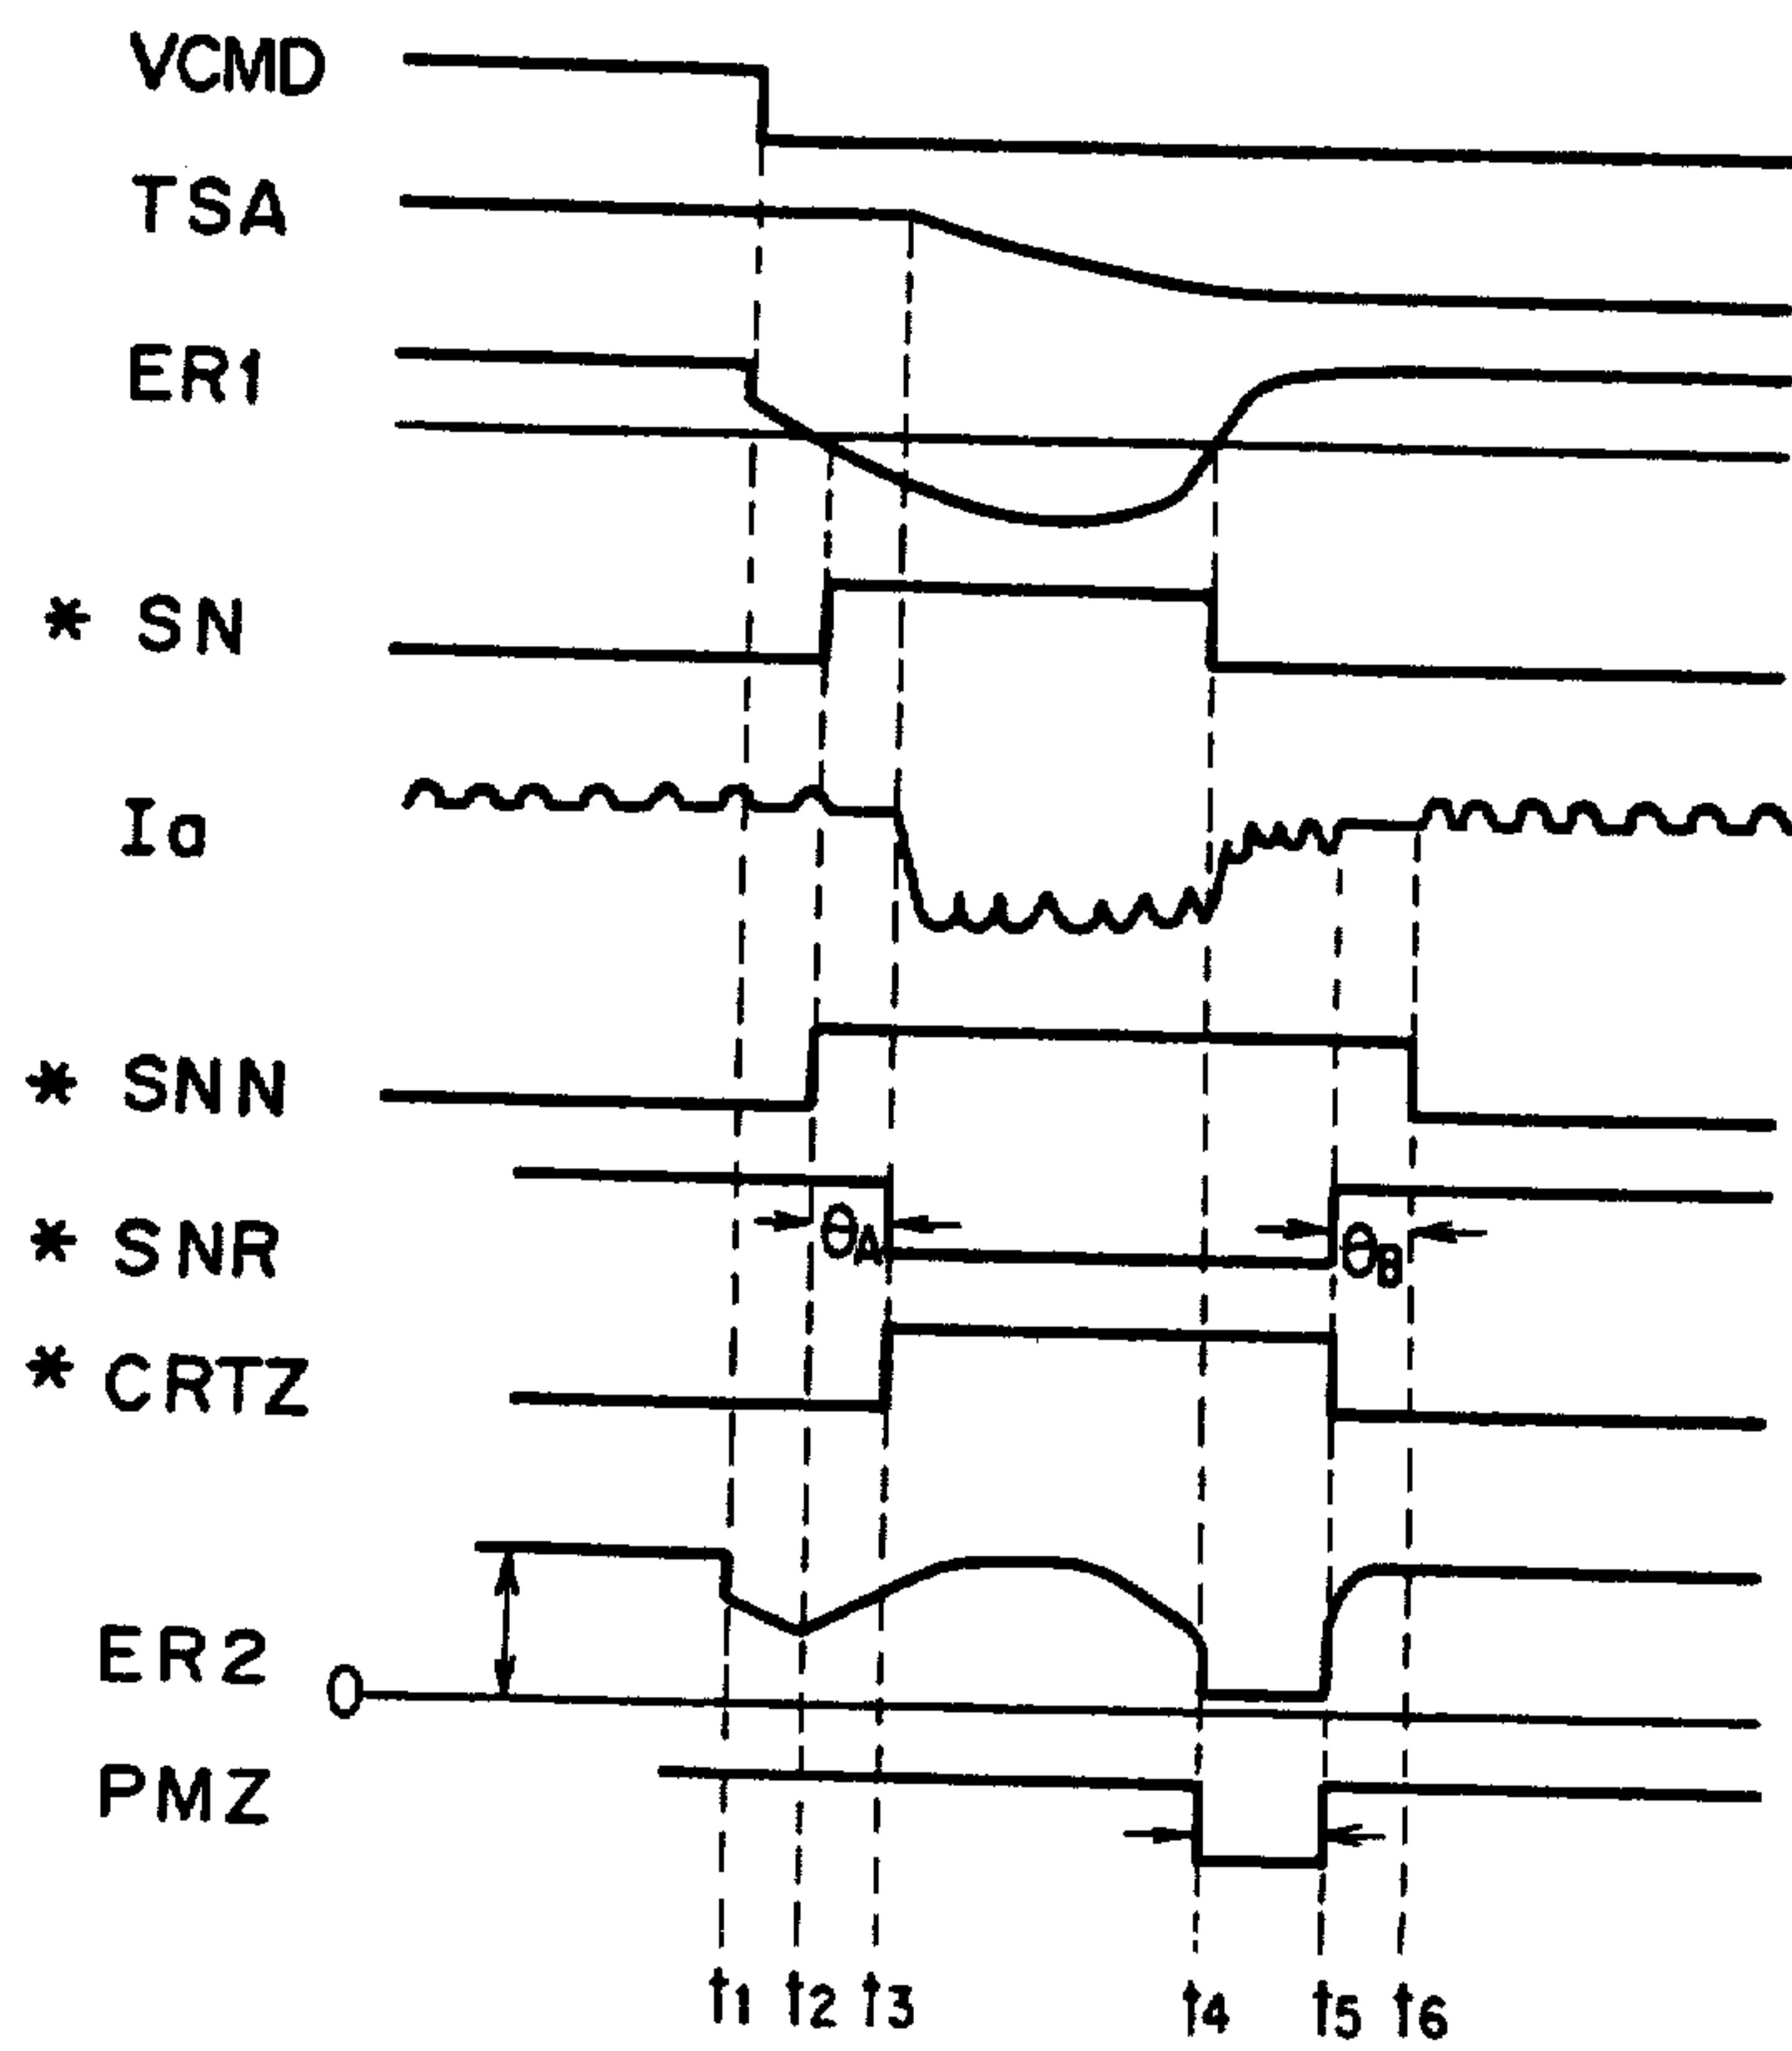 VCMD
TSA
ER1
* SN
Ia
* SNN
* SNR
θA
θB
* CRTZ
ER2
0
PMZ
t1 t2 t3 t4 t5 t6